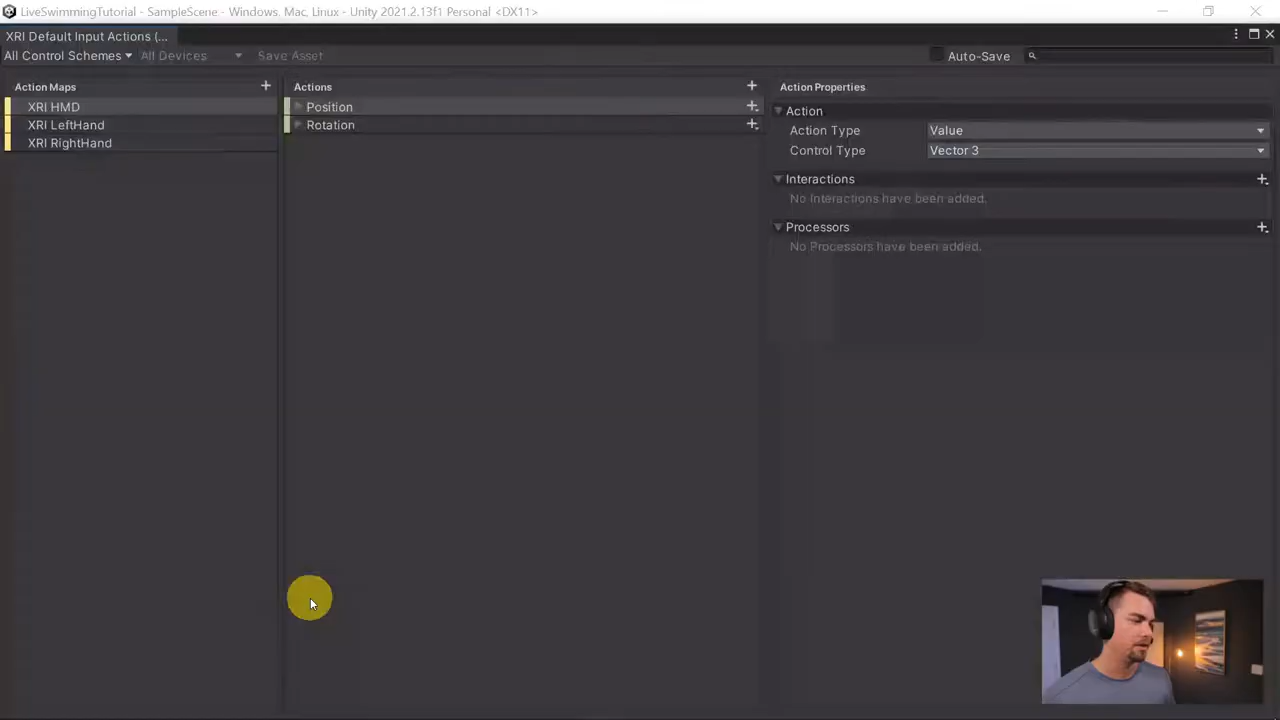 LiveSwimmingTutorial - SampleScene - Windows, Mac, Linux - Unity 2021.2.13f1 Personal <DX11>
XRI Default Input Actions (...
All Control Schemes All Devices Save Asset Auto-Save
Action Maps Actions Action Properties
XRI HMD Position Action
XRI LeftHand Rotation Action Type Value
XRI RightHand Control Type Vector 3
Interactions
No Interactions have been added.
Processors
No Processors have been added.